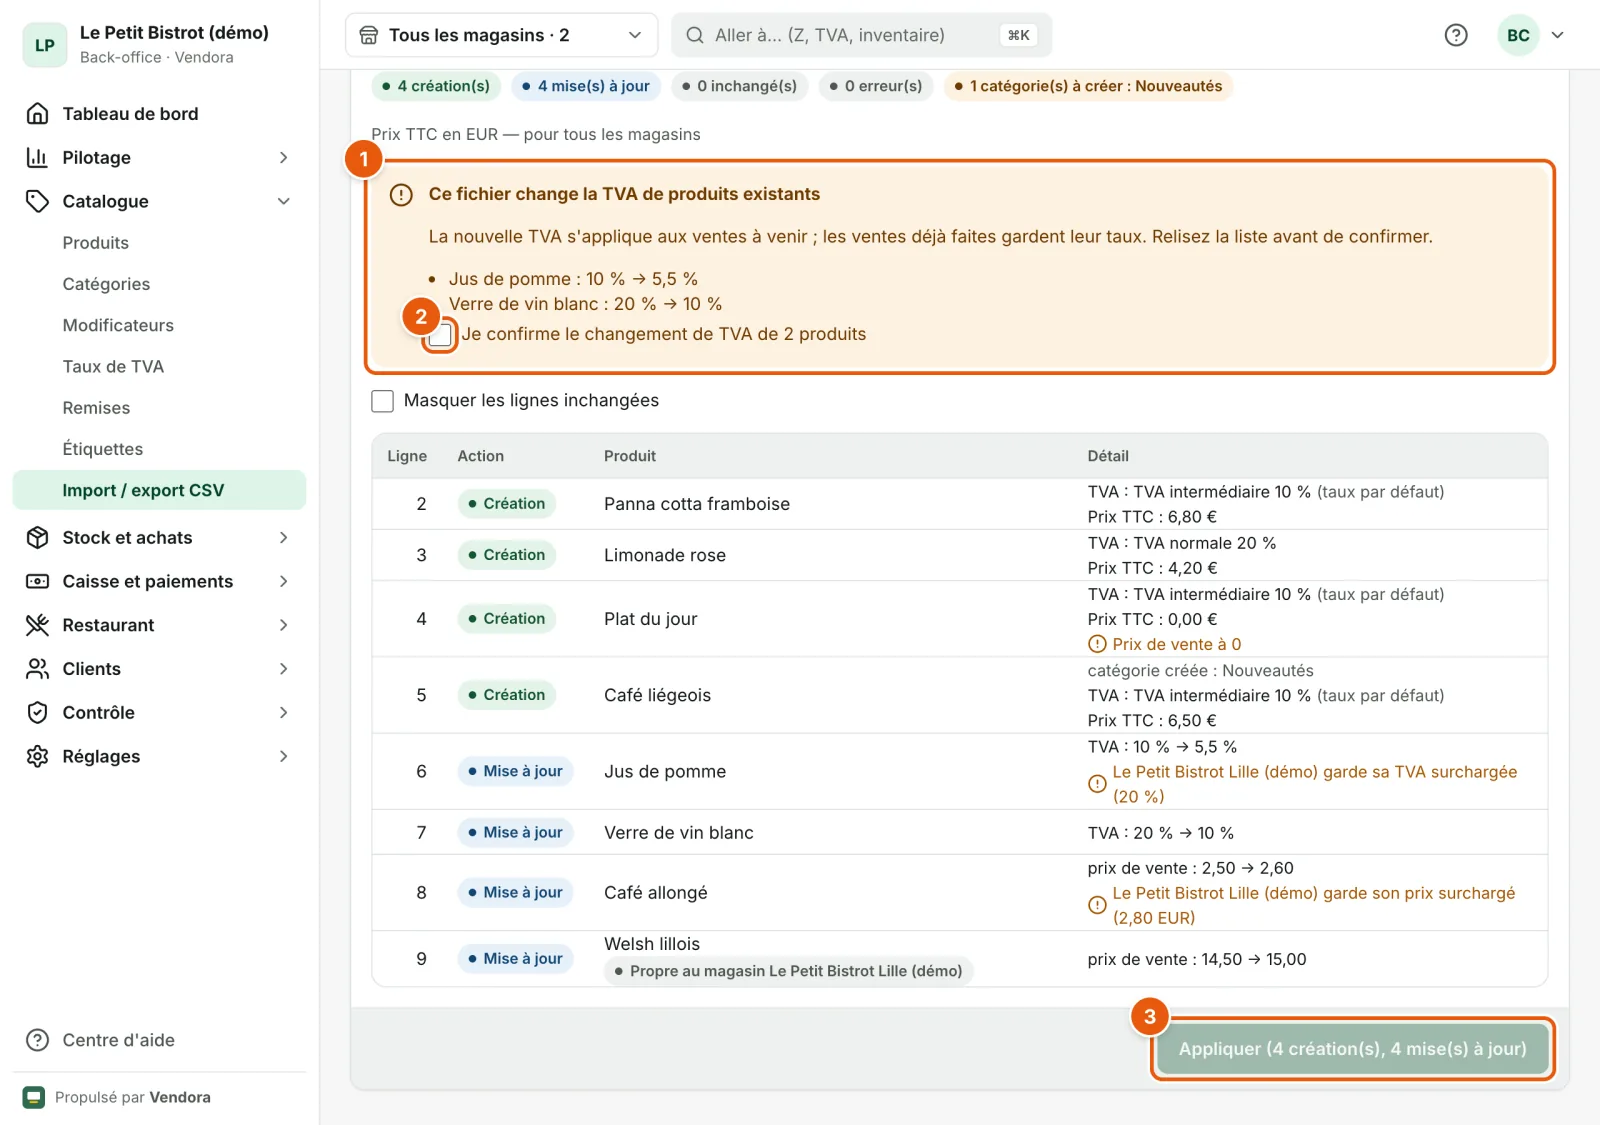 LP
Le Petit Bistrot (démo)
Back-office · Vendora
Tous les magasins · 2
Aller à... (Z, TVA, inventaire)
⌘K
BC
Tableau de bord
Pilotage
Catalogue
Produits
Catégories
Modificateurs
Taux de TVA
Remises
Étiquettes
Import / export CSV
Stock et achats
Caisse et paiements
Restaurant
Clients
Contrôle
Réglages
Centre d'aide
Propulsé par Vendora
4 création(s)
4 mise(s) à jour
0 inchangé(s)
0 erreur(s)
1 catégorie(s) à créer : Nouveautés
Prix TTC en EUR — pour tous les magasins
1
Ce fichier change la TVA de produits existants
La nouvelle TVA s'applique aux ventes à venir ; les ventes déjà faites gardent leur taux. Relisez la liste avant de confirmer.
• Jus de pomme : 10 % → 5,5 %
Verre de vin blanc : 20 % → 10 %
2
Je confirme le changement de TVA de 2 produits
Masquer les lignes inchangées
Ligne Action Produit Détail
2 Création Panna cotta framboise TVA : TVA intermédiaire 10 % (taux par défaut)
Prix TTC : 6,80 €
3 Création Limonade rose TVA : TVA normale 20 %
Prix TTC : 4,20 €
4 Création Plat du jour TVA : TVA intermédiaire 10 % (taux par défaut)
Prix TTC : 0,00 €
Prix de vente à 0
5 Création Café liégeois catégorie créée : Nouveautés
TVA : TVA intermédiaire 10 % (taux par défaut)
Prix TTC : 6,50 €
6 Mise à jour Jus de pomme TVA : 10 % → 5,5 %
Le Petit Bistrot Lille (démo) garde sa TVA surchargée
(20 %)
7 Mise à jour Verre de vin blanc TVA : 20 % → 10 %
8 Mise à jour Café allongé prix de vente : 2,50 → 2,60
Le Petit Bistrot Lille (démo) garde son prix surchargé
(2,80 EUR)
9 Mise à jour Welsh lillois prix de vente : 14,50 → 15,00
Propre au magasin Le Petit Bistrot Lille (démo)
3
Appliquer (4 création(s), 4 mise(s) à jour)